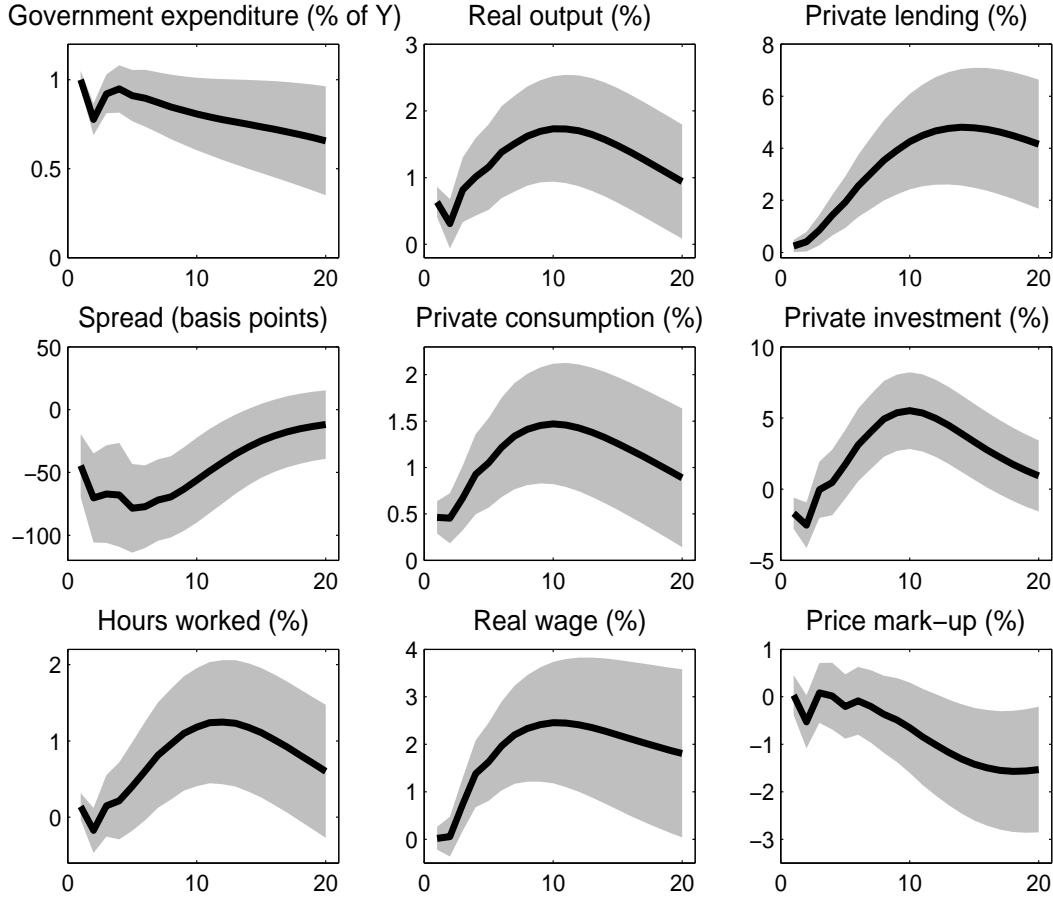 Government expenditure (% of Y)
1
0.5
0
0 10 20
Real output (%)
3
2
1
0
0 10 20
Private lending (%)
8
6
4
2
0
0 10 20
Spread (basis points)
50
0
−50
−100
0 10 20
Private consumption (%)
2
1.5
1
0.5
0
0 10 20
Private investment (%)
10
5
0
−5
0 10 20
Hours worked (%)
2
1
0
0 10 20
Real wage (%)
4
3
2
1
0
0 10 20
Price mark−up (%)
1
0
−1
−2
−3
0 10 20